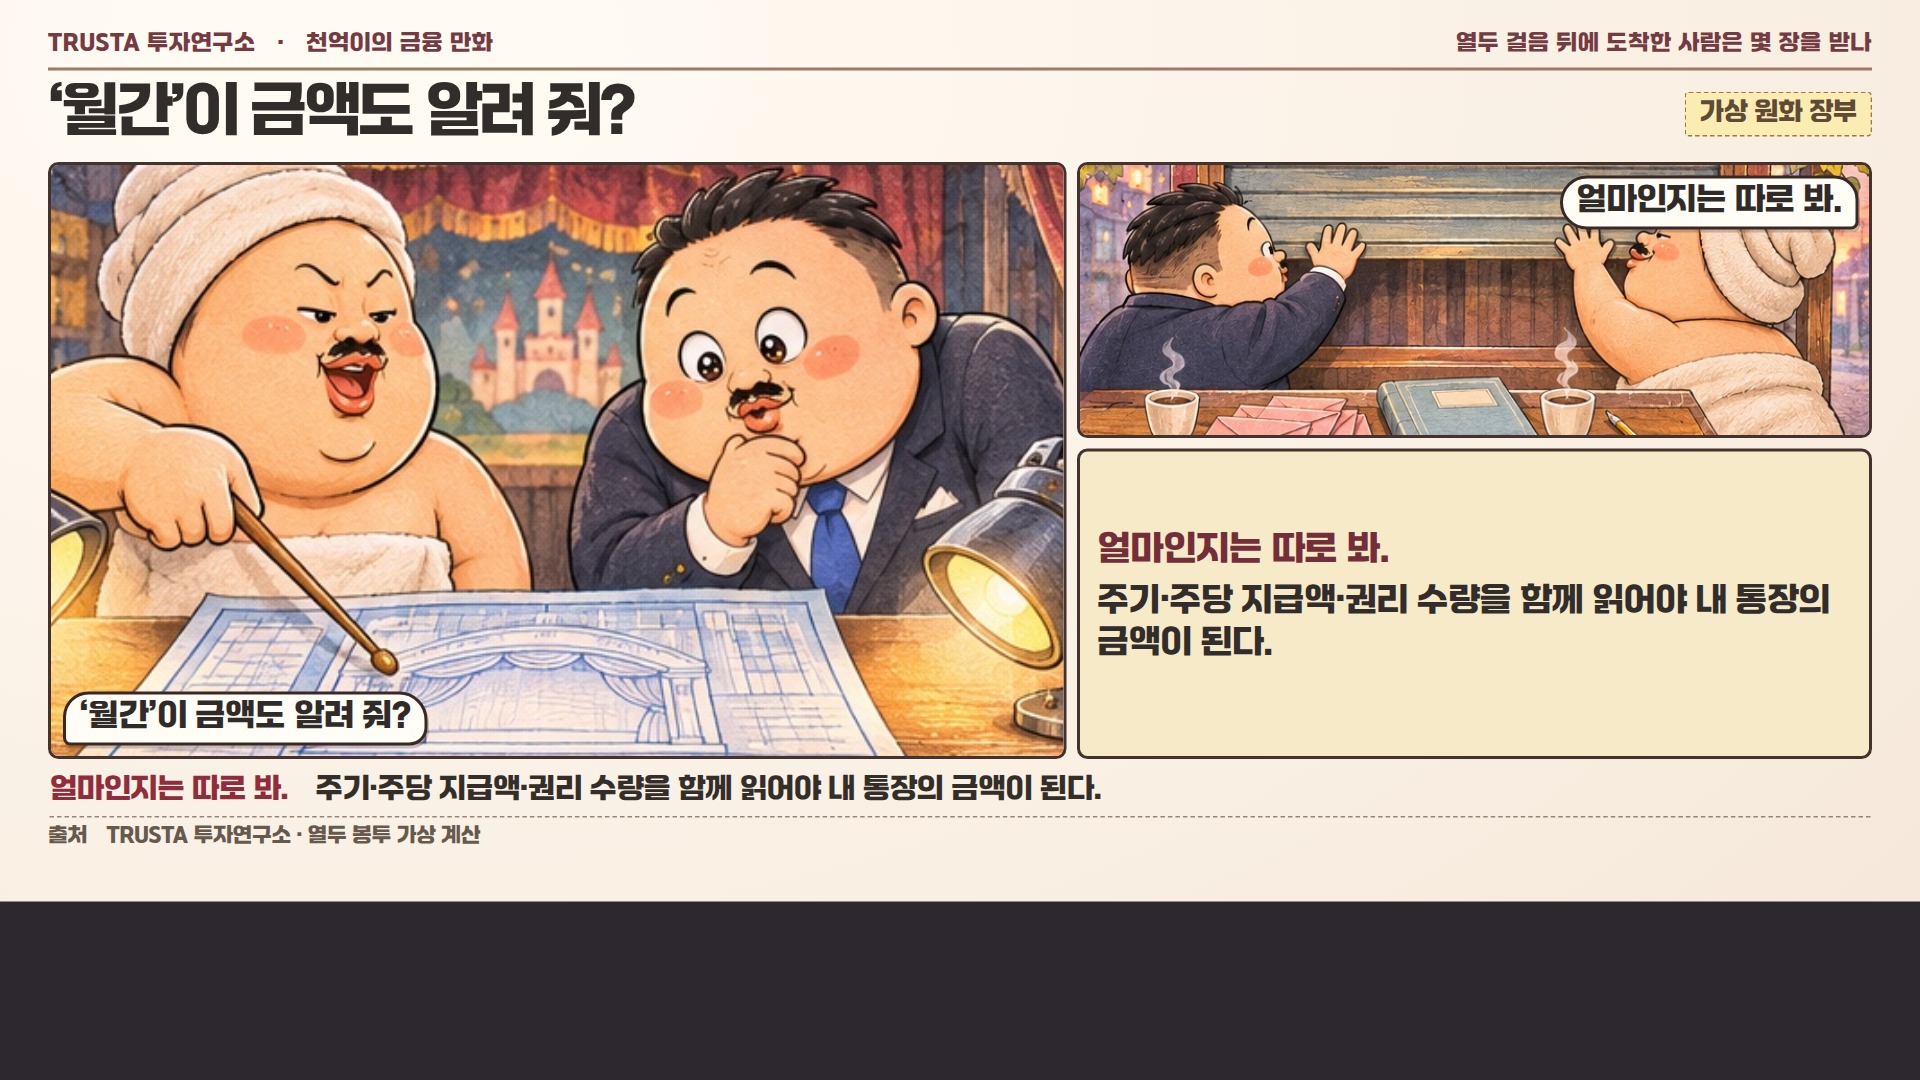 TRUSTA 투자연구소 · 천억이의 금융 만화
열두 걸음 뒤에 도착한 사람은 몇 장을 받나
‘월간’이 금액도 알려 줘?
가상 원화 장부
‘월간’이 금액도 알려 줘?
얼마인지는 따로 봐.
얼마인지는 따로 봐.
주기·주당 지급액·권리 수량을 함께 읽어야 내 통장의
금액이 된다.
얼마인지는 따로 봐. 주기·주당 지급액·권리 수량을 함께 읽어야 내 통장의 금액이 된다.
출처 TRUSTA 투자연구소 · 열두 봉투 가상 계산